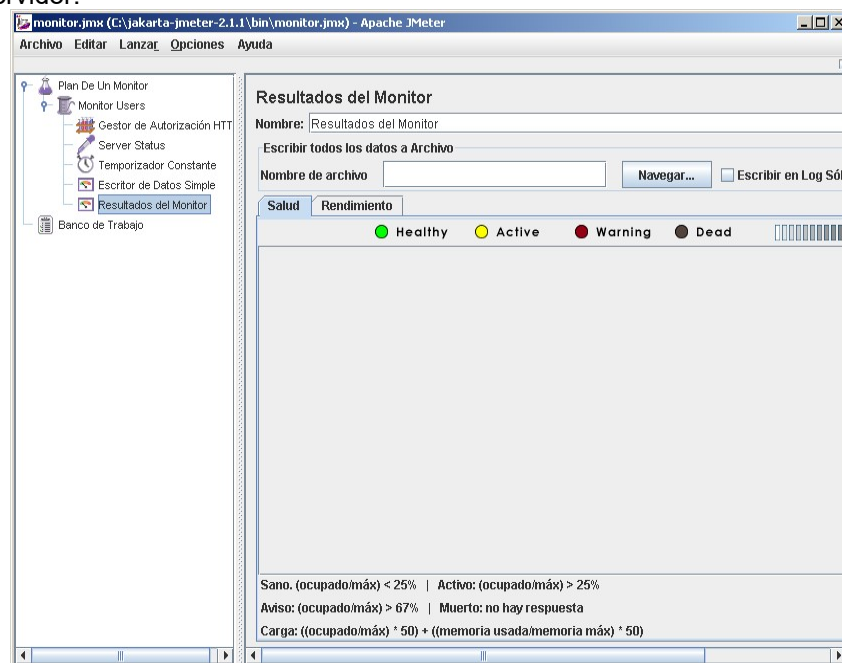 monitor.jmx (C:\jakarta-jmeter-2.1.1\bin\monitor.jmx) - Apache JMeter
Archivo Editar Lanzar Opciones Ayuda
Plan De Un Monitor
Monitor Users
Gestor de Autorización HTT
Server Status
Temporizador Constante
Escritor de Datos Simple
Resultados del Monitor
Banco de Trabajo
Resultados del Monitor
Nombre: Resultados del Monitor
Escribir todos los datos a Archivo
Nombre de archivo Navegar... Escribir en Log Sól
Salud Rendimiento
Healthy Active Warning Dead
Sano. (ocupado/máx) < 25% | Activo: (ocupado/máx) > 25%
Aviso: (ocupado/máx) > 67% | Muerto: no hay respuesta
Carga: ((ocupado/máx) * 50) + ((memoria usada/memoria máx) * 50)